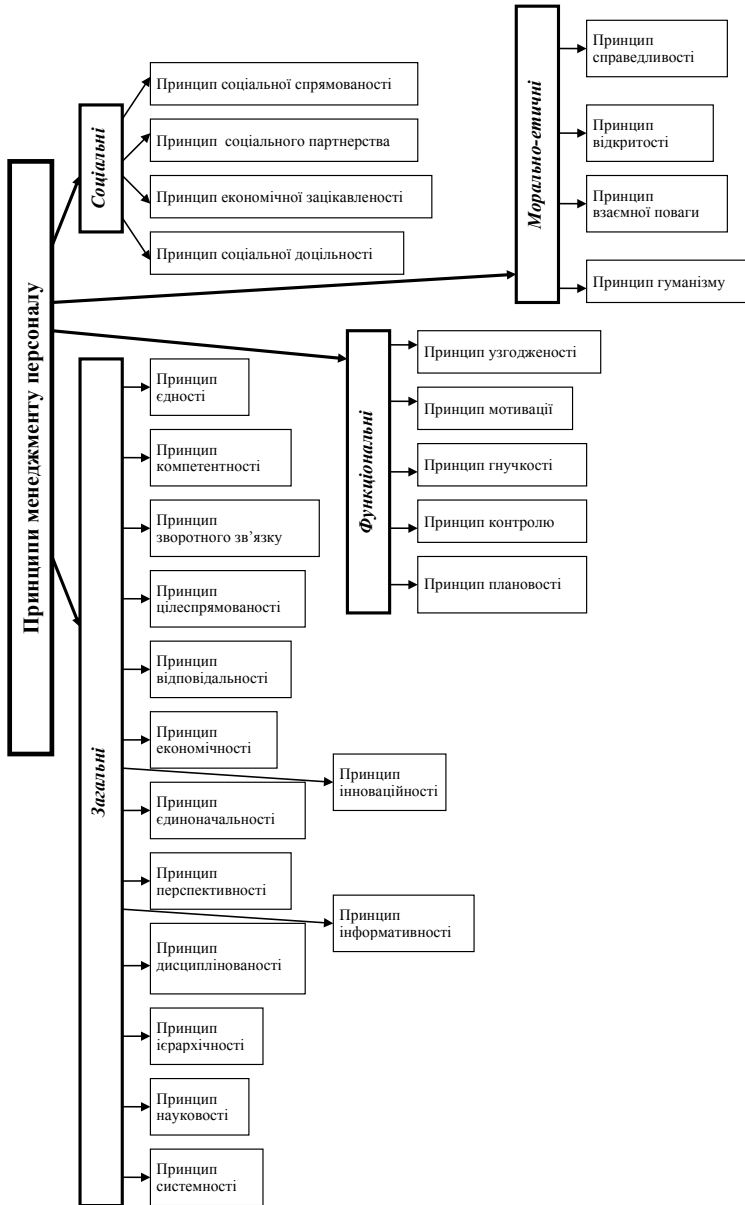 Принципи менеджменту персоналу
Соціальні
Принцип соціальної спрямованості
Принцип соціального партнерства
Принцип економічної зацікавленості
Принцип соціальної доцільності
Морально-етичні
Принцип
справедливості
Принцип
відкритості
Принцип
взаємної поваги
Принцип гуманізму
Функціональні
Принцип узгодженості
Принцип мотивації
Принцип гнучкості
Принцип контролю
Принцип плановості
Загальні
Принцип
єдності
Принцип
компетентності
Принцип
зворотного зв’язку
Принцип
цілеспрямованості
Принцип
відповідальності
Принцип
економічності
Принцип
інноваційності
Принцип
єдиноначальності
Принцип
перспективності
Принцип
інформативності
Принцип
дисциплінованості
Принцип
ієрархічності
Принцип
науковості
Принцип
системності